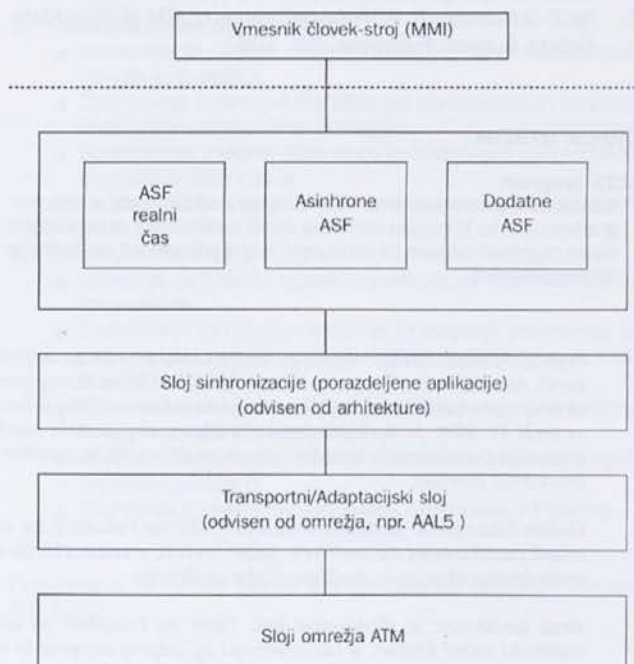 Vmesnik človek-stroj (MMI)
ASF
realni
čas
Asinhrone
ASF
Dodatne
ASF
Sloj sinhronizacije (porazdeljene aplikacije)
(odvisen od arhitekture)
Transportni/Adaptacijski sloj
(odvisen od omrežja, npr. AAL5 )
Sloji omrežja ATM